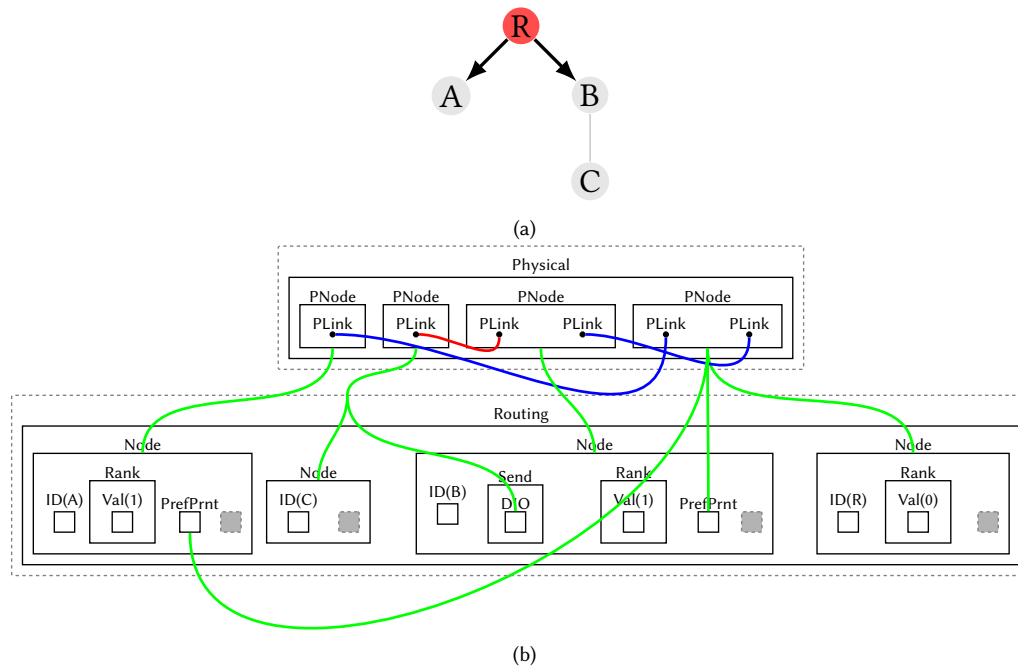 R
A B
C
(a)
Physical
PNode PNode PNode PNode
PLink PLink PLink PLink PLink PLink
Routing
Node Node Node Node
Rank Send Rank Rank
ID(A) Val(1) PrefPrnt ID(C) ID(B) DIO Val(1) PrefPrnt ID(R) Val(0)
(b)